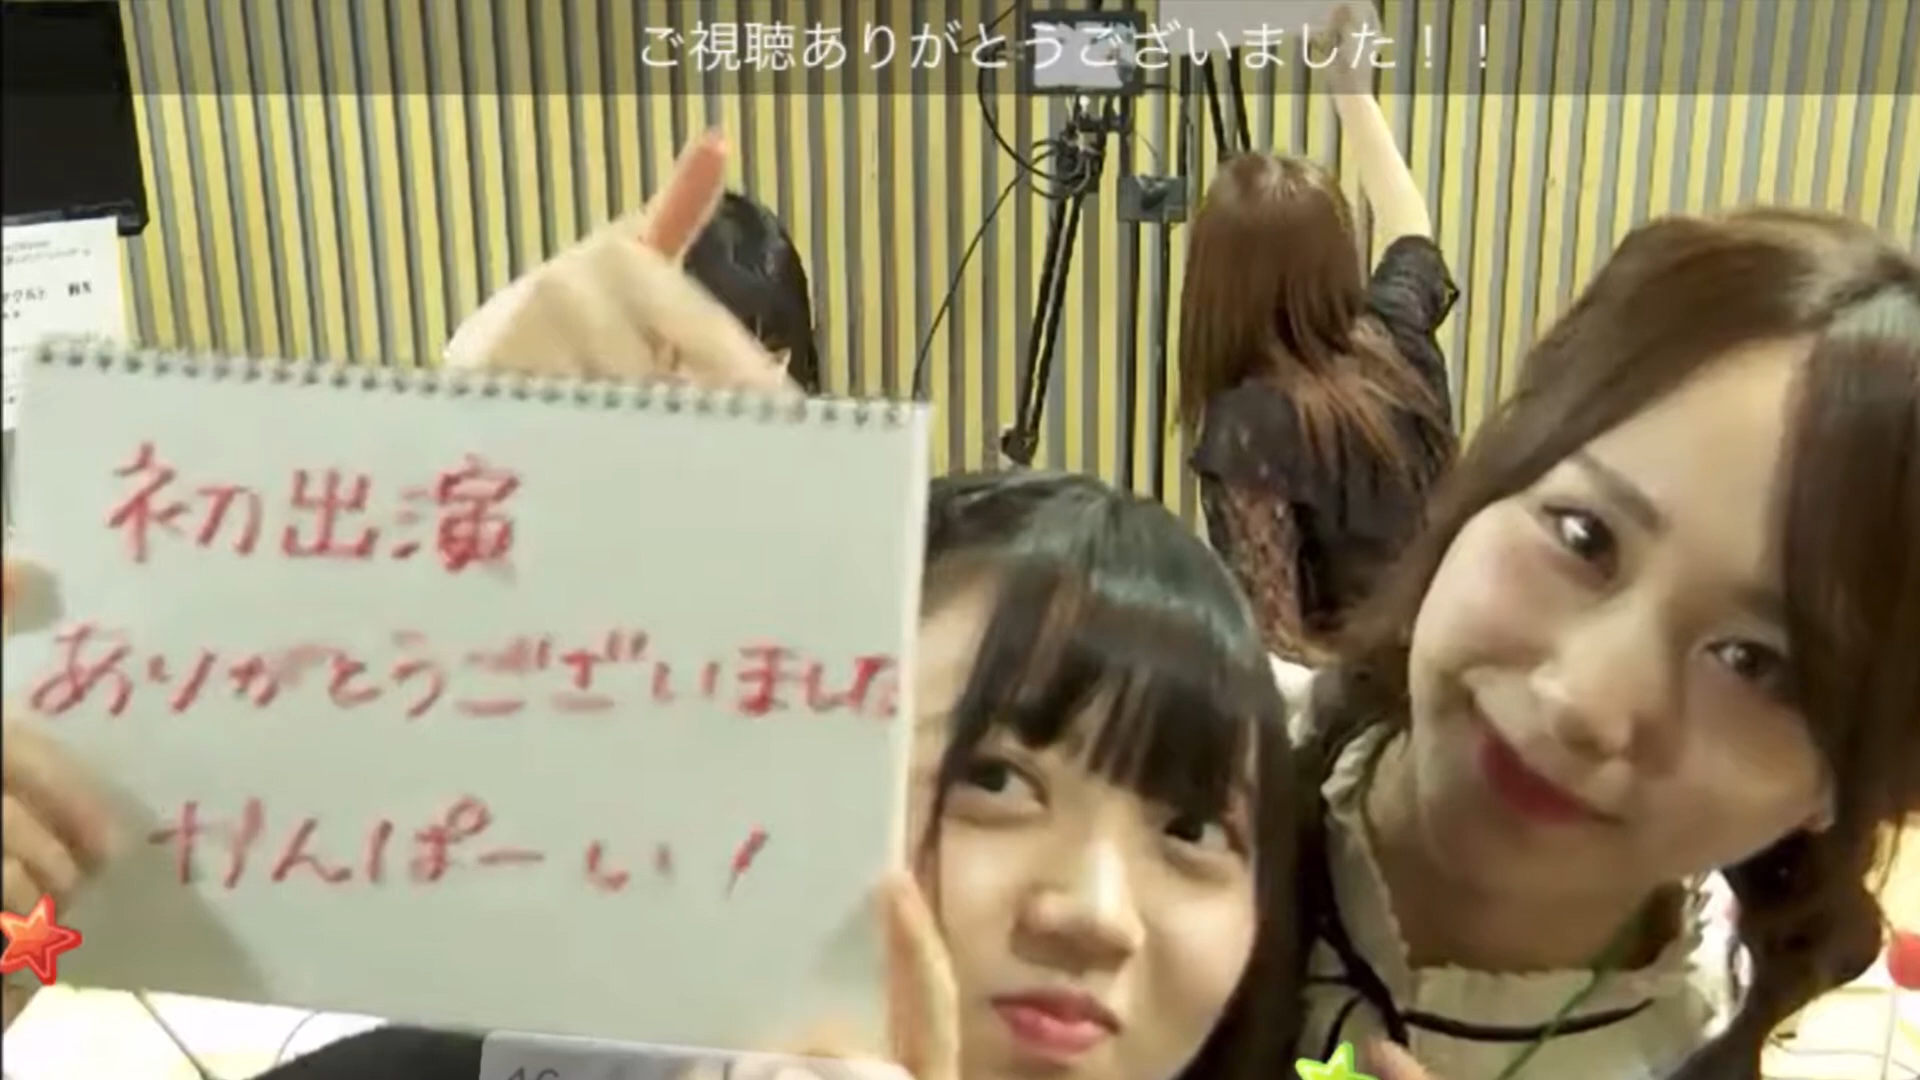 ご視聴ありがとうございました！！
初出演
ありがとうございました
かんぱーい！